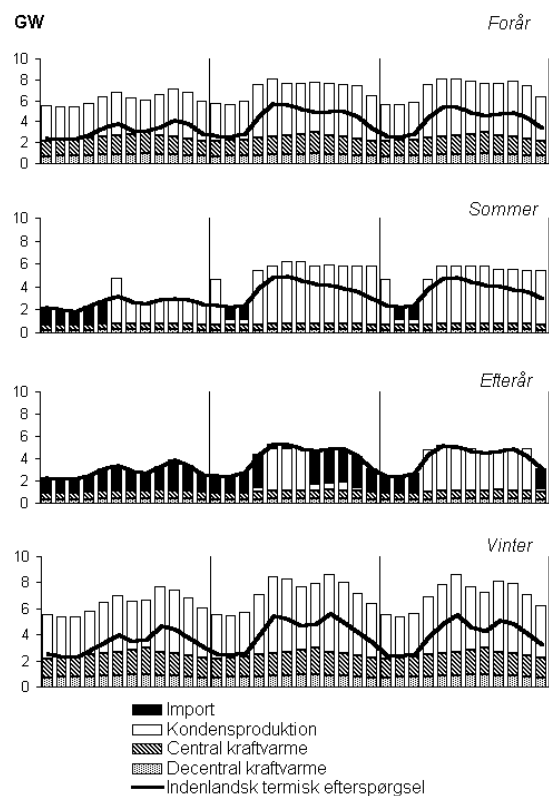 GW
Forår
10
8
6
4
2
0
Sommer
10
8
6
4
2
0
Efterår
10
8
6
4
2
0
Vinter
10
8
6
4
2
0
Import
Kondensproduktion
Central kraftvarme
Decentral kraftvarme
Indenlandsk termisk efterspørgsel